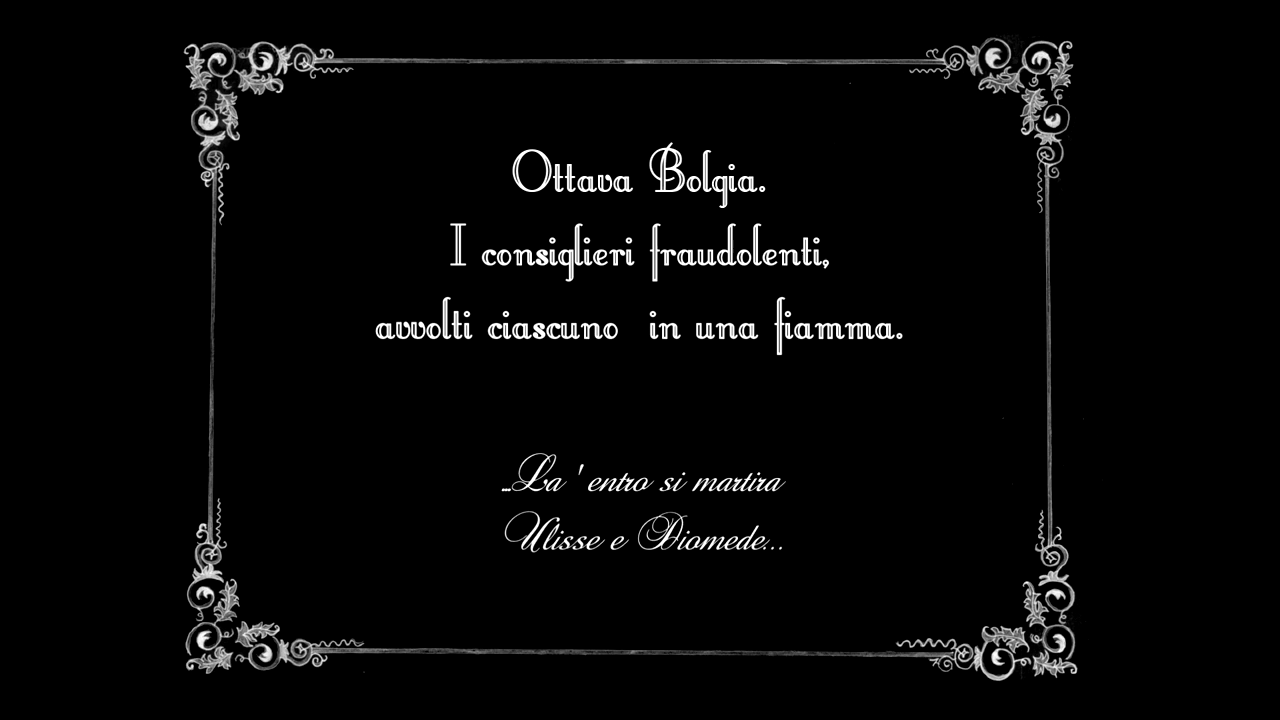 Ottava Bolgia.
I consiglieri fraudolenti,
avvolti ciascuno in una fiamma.
...La ' entro si martira
Ulisse e Diomede...